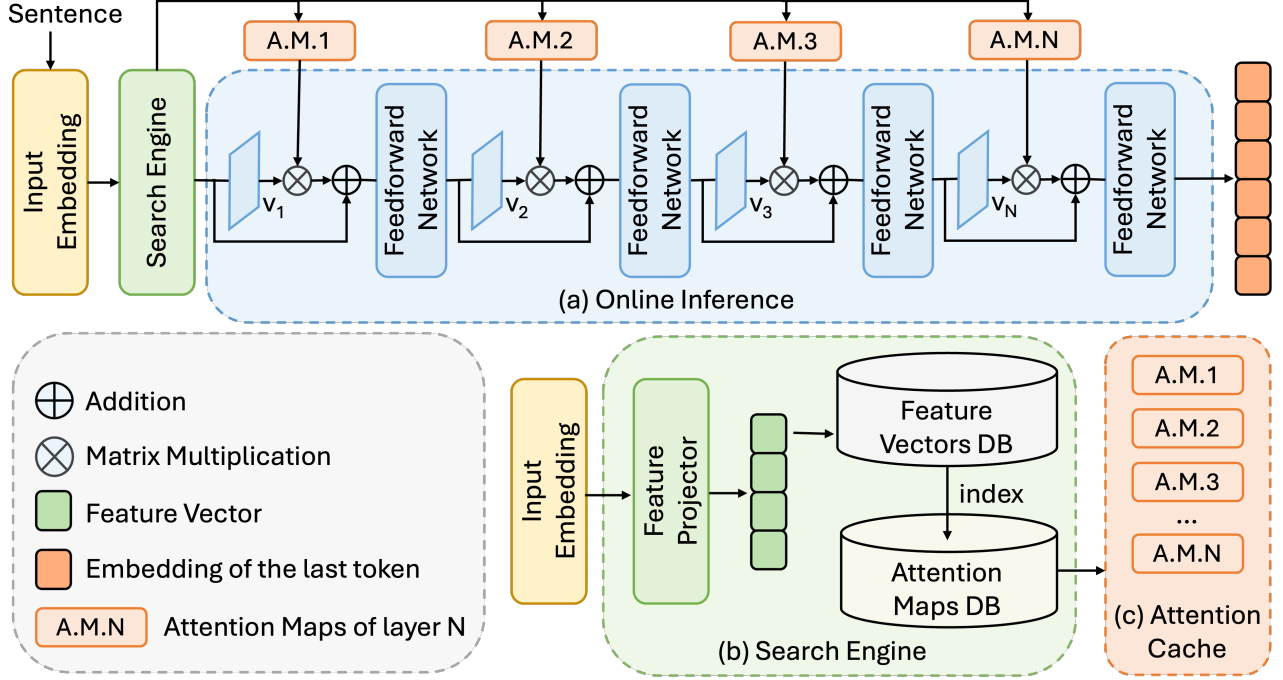 Sentence
A.M.1
A.M.2
A.M.3
A.M.N
Input
Embedding
Search Engine
v1
Feedforward
Network
v2
Feedforward
Network
v3
Feedforward
Network
vN
Feedforward
Network
(a) Online Inference
Addition
Matrix Multiplication
Feature Vector
Embedding of the last token
A.M.N
Attention Maps of layer N
Input
Embedding
Feature
Projector
Feature
Vectors DB
index
Attention
Maps DB
(b) Search Engine
A.M.1
A.M.2
A.M.3
...
A.M.N
(c) Attention
Cache